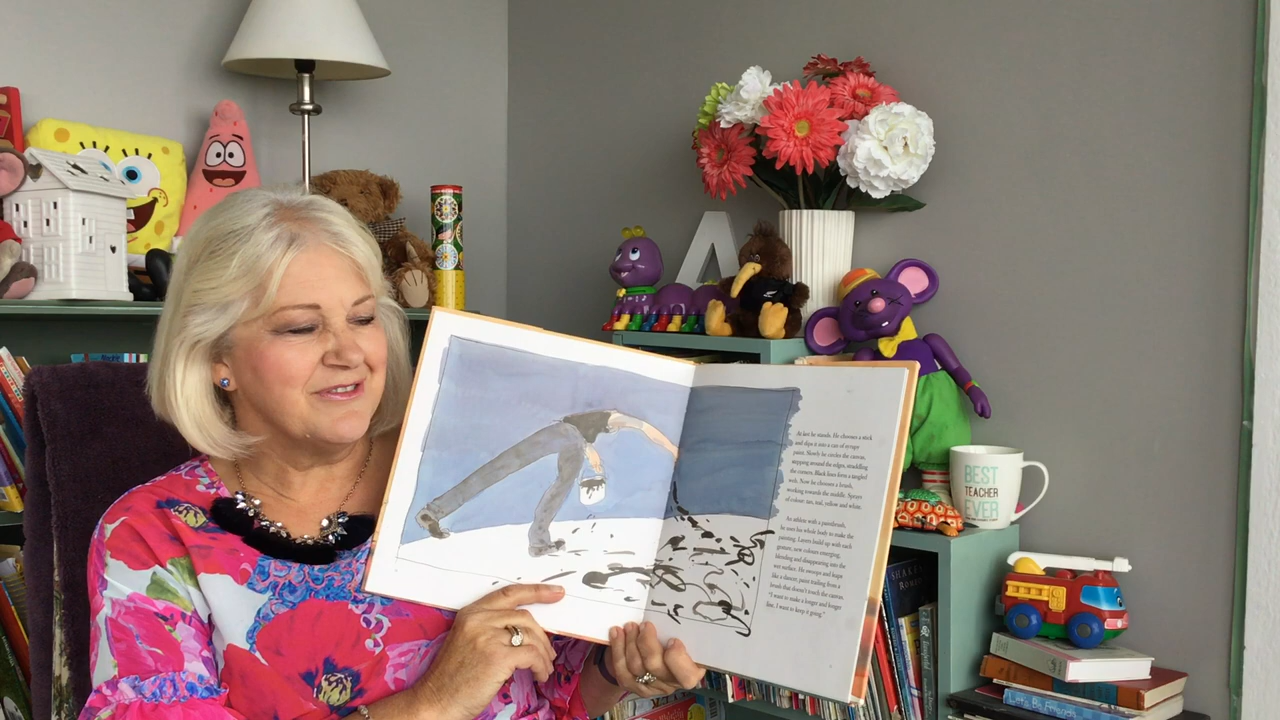 A
At last he stands. He chooses a stick
and dips it into a can of syrupy
paint. Slowly he circles the canvas,
stepping around the edges, straddling
the corners. Black lines form a tangled
web. Now he chooses a brush,
working towards the middle. Sprays
of colour: tan, teal, yellow and white.
An athlete with a paintbrush,
he uses his whole body to make the
painting. Layers build up with each
gesture, new colours emerging,
blending and disappearing into the
wet surface. He swoops and leaps
like a dancer, paint trailing from a
brush that doesn't touch the canvas.
"I want to make a longer and longer
line. I want to keep it going."
BEST
TEACHER
EVER
Let's Be Friends